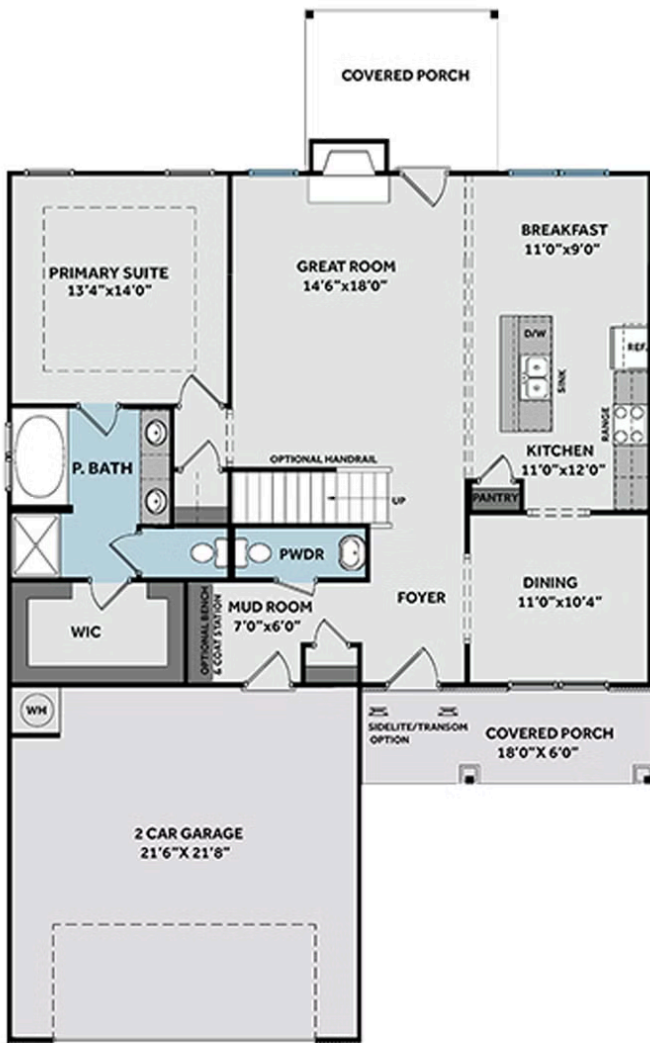 COVERED PORCH
BREAKFAST
11'0"x9'0"
GREAT ROOM
14'6"x18'0"
PRIMARY SUITE
13'4"x14'0"
D/W
SINK
REF.
RANGE
P. BATH
KITCHEN
11'0"x12'0"
OPTIONAL HANDRAIL
UP
PANTRY
PWDR
DINING
11'0"x10'4"
FOYER
MUD ROOM
7'0"x6'0"
OPTIONAL BENCH
& COAT STATION
WIC
WH
SIDELITE/TRANSOM
OPTION
COVERED PORCH
18'0"X 6'0"
2 CAR GARAGE
21'6"X 21'8"